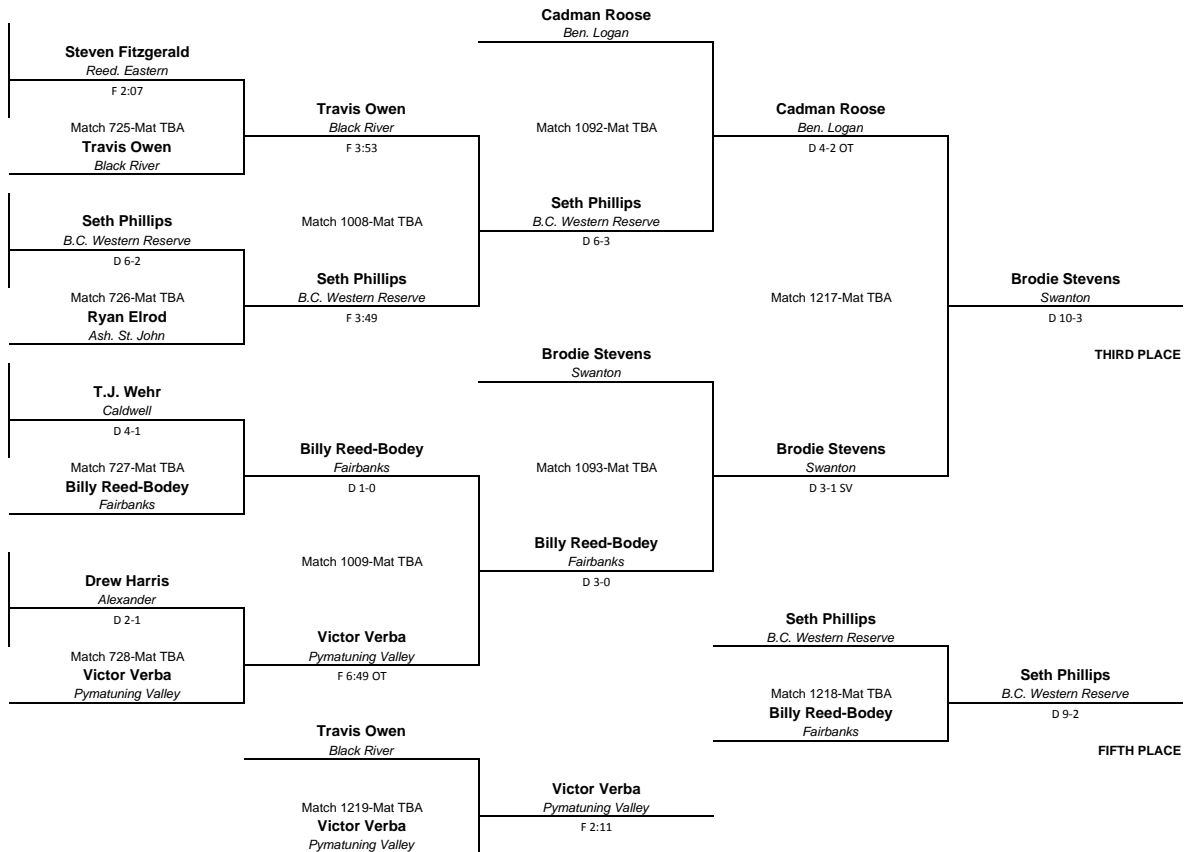 Cadman Roose
Ben. Logan
Steven Fitzgerald
Reed. Eastern
F 2:07
Travis Owen
Black River
F 3:53
Match 725-Mat TBA
Travis Owen
Black River
Match 1092-Mat TBA
Cadman Roose
Ben. Logan
D 4-2 OT
Seth Phillips
B.C. Western Reserve
D 6-2
Match 1008-Mat TBA
Seth Phillips
B.C. Western Reserve
D 6-3
Match 726-Mat TBA
Ryan Elrod
Ash. St. John
Seth Phillips
B.C. Western Reserve
F 3:49
Match 1217-Mat TBA
Brodie Stevens
Swanton
D 10-3
THIRD PLACE
Brodie Stevens
Swanton
T.J. Wehr
Caldwell
D 4-1
Billy Reed-Bodey
Fairbanks
D 1-0
Match 727-Mat TBA
Billy Reed-Bodey
Fairbanks
Match 1093-Mat TBA
Brodie Stevens
Swanton
D 3-1 SV
Match 1009-Mat TBA
Billy Reed-Bodey
Fairbanks
D 3-0
Drew Harris
Alexander
D 2-1
Match 728-Mat TBA
Victor Verba
Pymatuning Valley
Victor Verba
Pymatuning Valley
F 6:49 OT
Seth Phillips
B.C. Western Reserve
Match 1218-Mat TBA
Billy Reed-Bodey
Fairbanks
Seth Phillips
B.C. Western Reserve
D 9-2
FIFTH PLACE
Travis Owen
Black River
Match 1219-Mat TBA
Victor Verba
Pymatuning Valley
Victor Verba
Pymatuning Valley
F 2:11